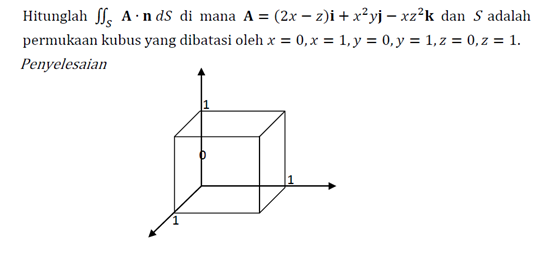 Hitunglah ∬_S A · n dS di mana A = (2x − z)i + x²yj − xz²k dan S adalah
permukaan kubus yang dibatasi oleh x = 0, x = 1, y = 0, y = 1, z = 0, z = 1.
Penyelesaian
1
0
1
1